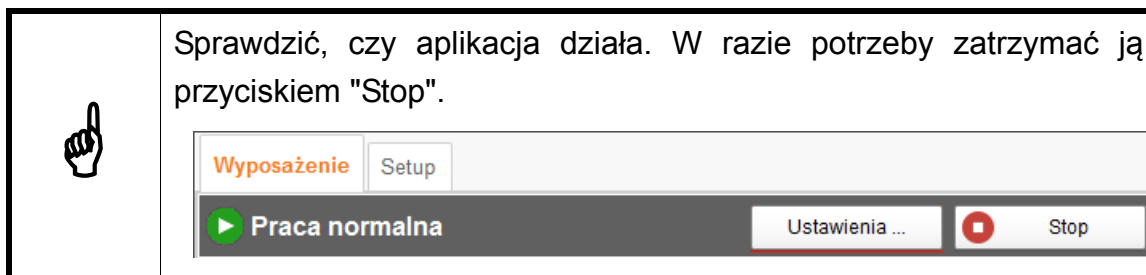 Sprawdzić, czy aplikacja działa. W razie potrzeby zatrzymać ją
przyciskiem "Stop".
Wyposażenie Setup
Praca normalna Ustawienia ... Stop